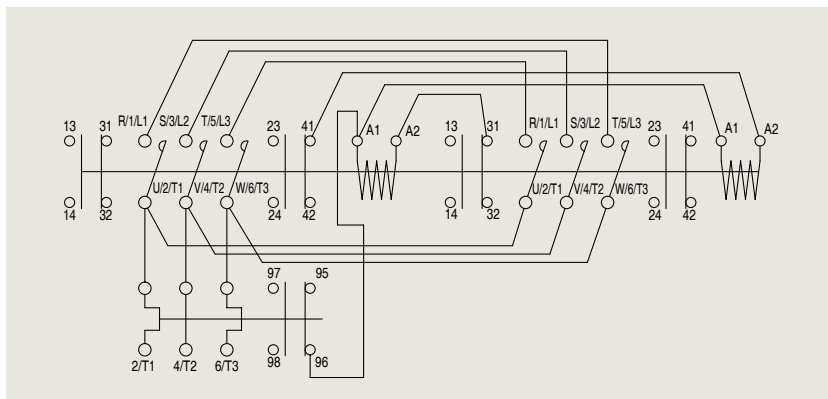 13 31 R/1/L1 S/3/L2 T/5/L3 23 41 A1 A2 13 31 R/1/L1 S/3/L2 T/5/L3 23 41 A1 A2
14 32 U/2/T1 V/4/T2 W/6/T3 24 42 14 32 U/2/T1 V/4/T2 W/6/T3 24 42
97 95
2/T1 4/T2 6/T3 98 96